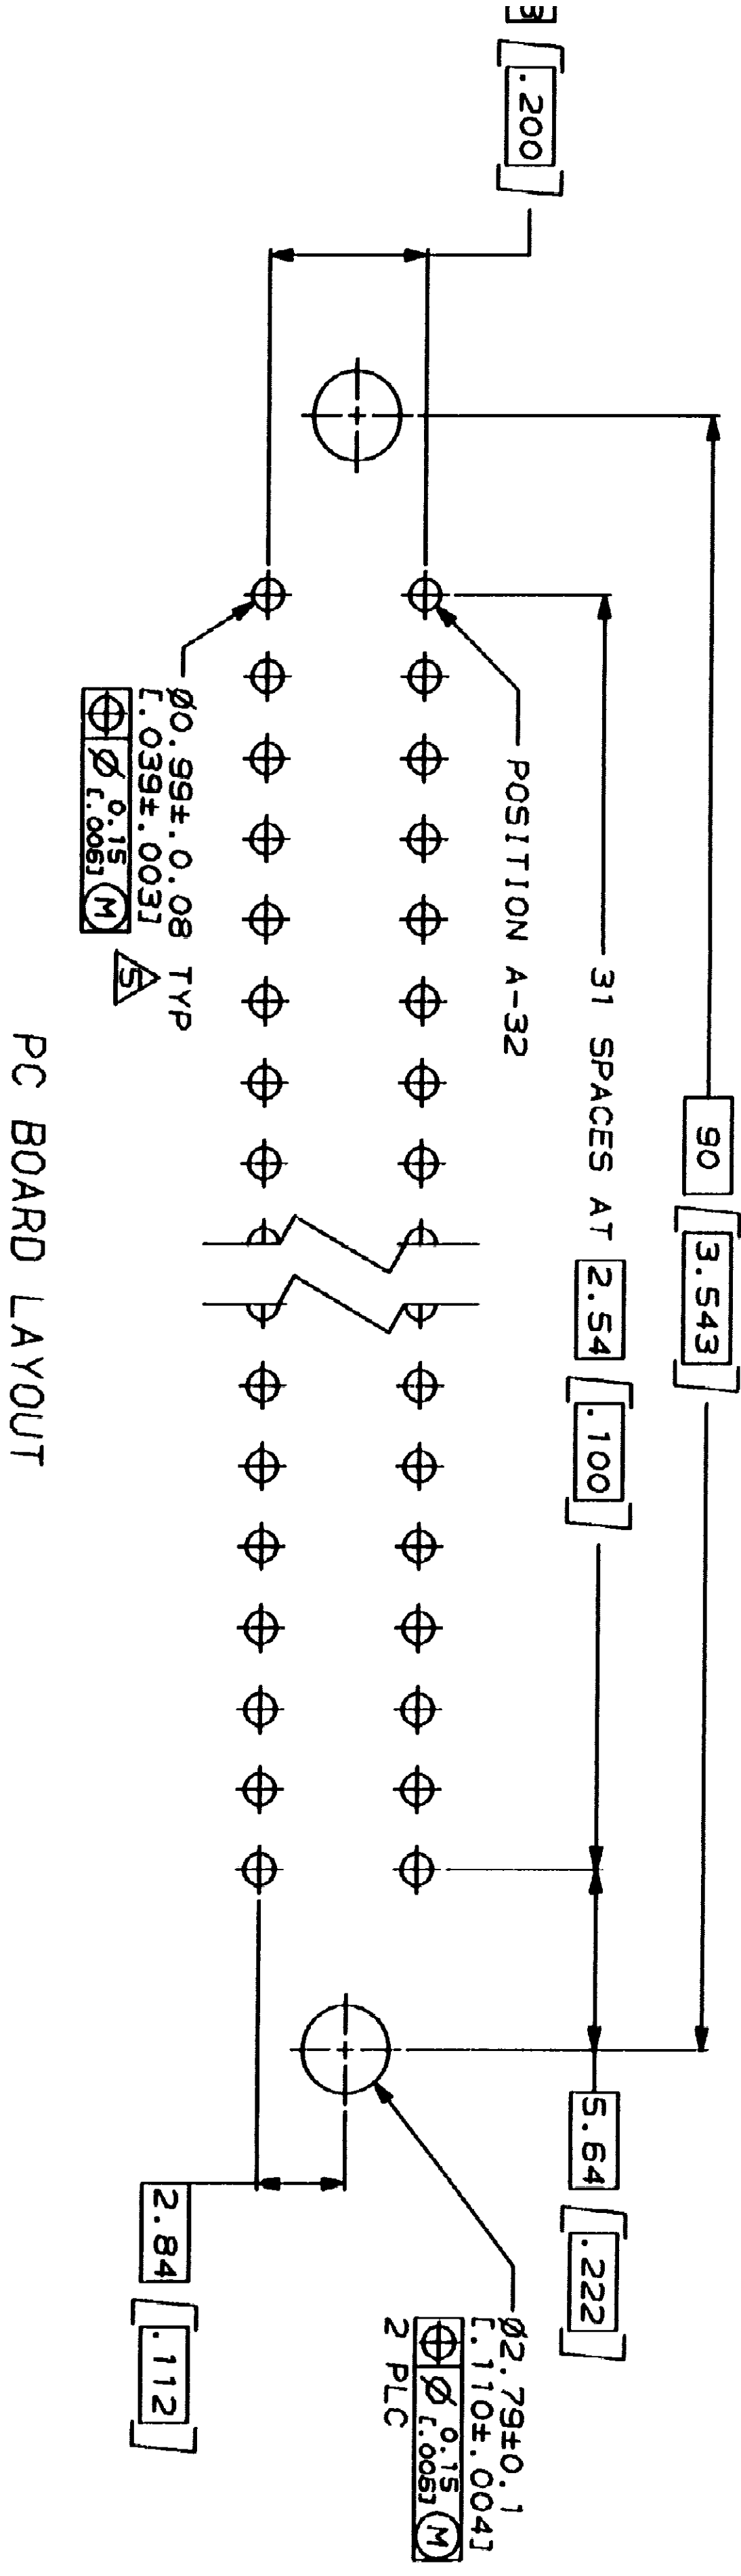 90 [3.543]
31 SPACES AT 2.54 [.100]
5.64 [.222]
[.200]
POSITION A-32
Ø2.79±0.1
[.110±.004]
⌖ Ø 0.15 Ⓜ
[.006]
2 PLC
Ø0.99±.0.08 TYP
[.039±.003]
⌖ Ø 0.15 Ⓜ
[.006]
5
2.84 [.112]
PC BOARD LAYOUT